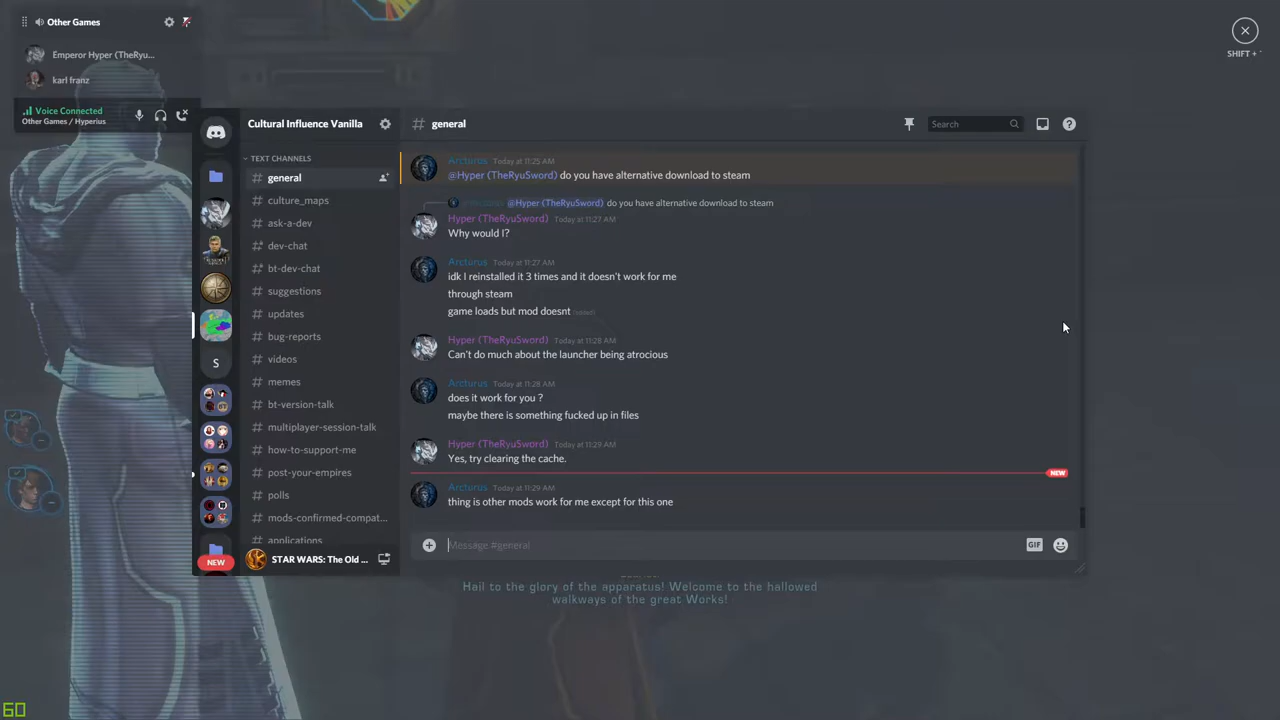 Other Games
SHIFT + `
Emperor Hyper (TheRyu...
karl franz
Voice Connected
Other Games / Hyperius
Cultural Influence Vanilla
general
Search
TEXT CHANNELS
general
culture_maps
ask-a-dev
dev-chat
bt-dev-chat
suggestions
updates
bug-reports
videos
memes
bt-version-talk
multiplayer-session-talk
how-to-support-me
post-your-empires
polls
mods-confirmed-compat...
applications
S
NEW
STAR WARS: The Old ...
Arcturus Today at 11:25 AM
@Hyper (TheRyuSword) do you have alternative download to steam
@Hyper (TheRyuSword) do you have alternative download to steam
Hyper (TheRyuSword) Today at 11:27 AM
Why would I?
Arcturus Today at 11:27 AM
idk I reinstalled it 3 times and it doesn't work for me
through steam
game loads but mod doesnt (edited)
Hyper (TheRyuSword) Today at 11:28 AM
Can't do much about the launcher being atrocious
Arcturus Today at 11:28 AM
does it work for you ?
maybe there is something fucked up in files
Hyper (TheRyuSword) Today at 11:29 AM
Yes, try clearing the cache.
NEW
Arcturus Today at 11:29 AM
thing is other mods work for me except for this one
Message #general
GIF
Hail to the glory of the apparatus! Welcome to the hallowed
walkways of the great Works!
60